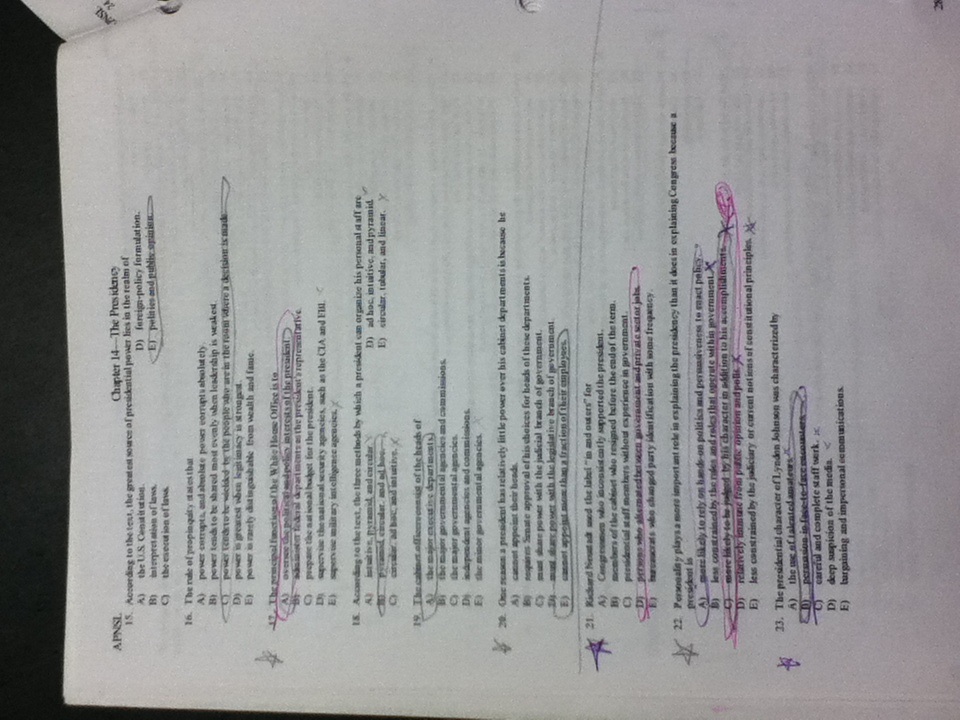 APNSL Chapter 14—The Presidency
15. According to the text, the greatest source of presidential power lies in the realm of
A) the U.S. Constitution. D) foreign-policy formulation.
B) interpretation of laws. E) politics and public opinion.
C) the execution of laws.
16. The rule of propinquity states that
A) power corrupts, and absolute power corrupts absolutely.
B) power tends to be shared most evenly when leadership is weakest.
C) power tends to be wielded by the people who are in the room where a decision is made.
D) power is greatest when legitimacy is strongest.
E) power is rarely distinguishable from wealth and fame.
17. The principal function of the White House Office is to
A) oversee the political and policy interests of the president.
B) administer federal departments as the president's representative.
C) prepare the national budget for the president.
D) supervise the national security agencies, such as the CIA and FBI.
E) supervise military intelligence agencies.
18. According to the text, the three methods by which a president can organize his personal staff are
A) intuitive, pyramid, and circular. D) ad hoc, intuitive, and pyramid.
B) pyramid, circular, and ad hoc. E) circular, tubular, and linear.
C) circular, ad hoc, and intuitive.
19. The cabinet officers consist of the heads of
A) the major executive departments.
B) the major governmental agencies and commissions.
C) the major governmental agencies.
D) independent agencies and commissions.
E) the minor governmental agencies.
20. One reason a president has relatively little power over his cabinet departments is because he
A) cannot appoint their heads.
B) requires Senate approval of his choices for heads of these departments.
C) must share power with the judicial branch of government.
D) must share power with the legislative branch of government.
E) cannot appoint more than a fraction of their employees.
21. Richard Neustadt used the label "in and outers" for
A) Congressmen who inconsistently supported the president.
B) members of the cabinet who resigned before the end of the term.
C) presidential staff members without experience in government.
D) persons who alternated between government and private sector jobs.
E) bureaucrats who changed party identification with some frequency.
22. Personality plays a more important role in explaining the presidency than it does in explaining Congress because a
president is
A) more likely to rely on hands-on politics and persuasiveness to enact policy.
B) less constrained by the rules and roles that operate within government.
C) more likely to be judged by his character in addition to his accomplishments.
D) relatively immune from public opinion and polls.
E) less constrained by the judiciary or current notions of constitutional principles.
23. The presidential character of Lyndon Johnson was characterized by
A) the use of talented amateurs.
B) persuasion in face-to-face encounters.
C) careful and complete staff work.
D) deep suspicion of the media.
E) bargaining and impersonal communications.